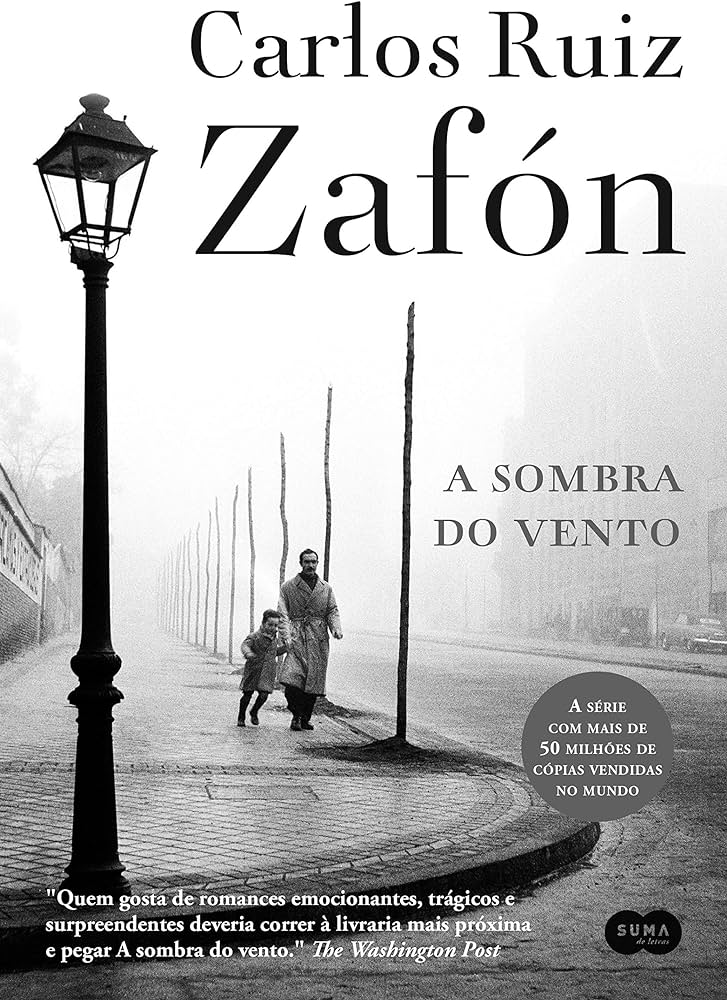 Carlos Ruiz
Zafón
A SOMBRA
DO VENTO
A SÉRIE
COM MAIS DE
50 MILHÕES DE
CÓPIAS VENDIDAS
NO MUNDO
"Quem gosta de romances emocionantes, trágicos e
surpreendentes deveria correr à livraria mais próxima
e pegar A sombra do vento." The Washington Post
SUMA
de letras